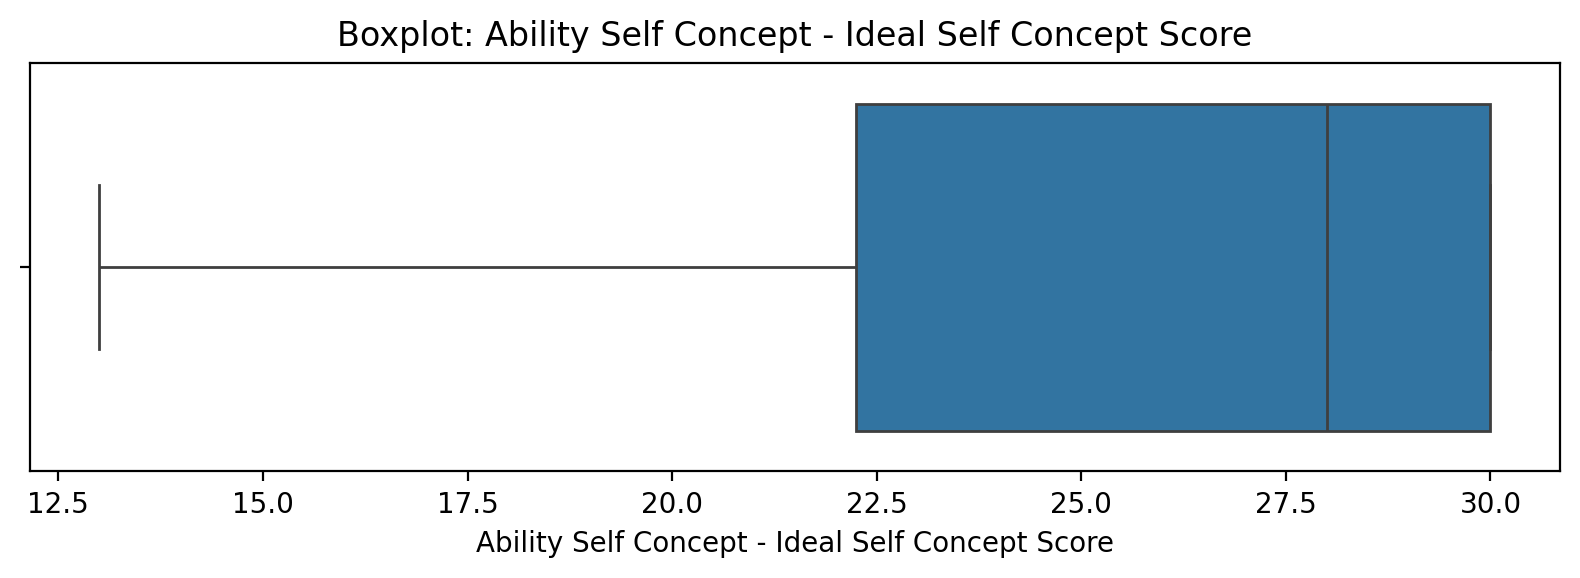 Boxplot: Ability Self Concept - Ideal Self Concept Score
12.5 15.0 17.5 20.0 22.5 25.0 27.5 30.0
Ability Self Concept - Ideal Self Concept Score